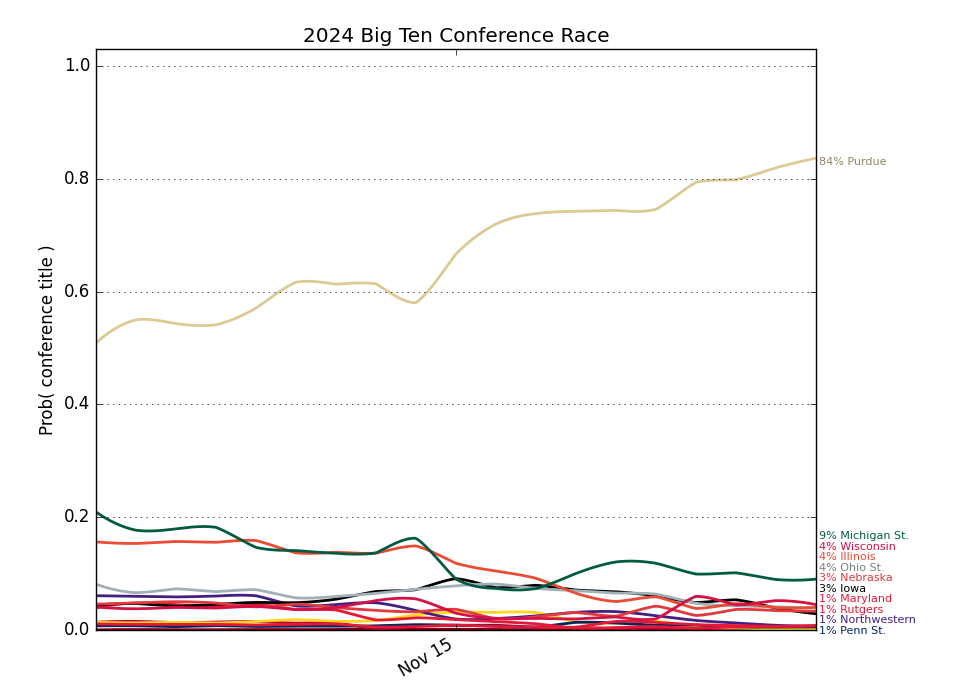 2024 Big Ten Conference Race
1.0
0.8
0.6
0.4
0.2
0.0
Prob( conference title )
Nov 15
84% Purdue
9% Michigan St.
4% Wisconsin
4% Illinois
4% Ohio St.
3% Nebraska
3% Iowa
1% Maryland
1% Rutgers
1% Northwestern
1% Penn St.